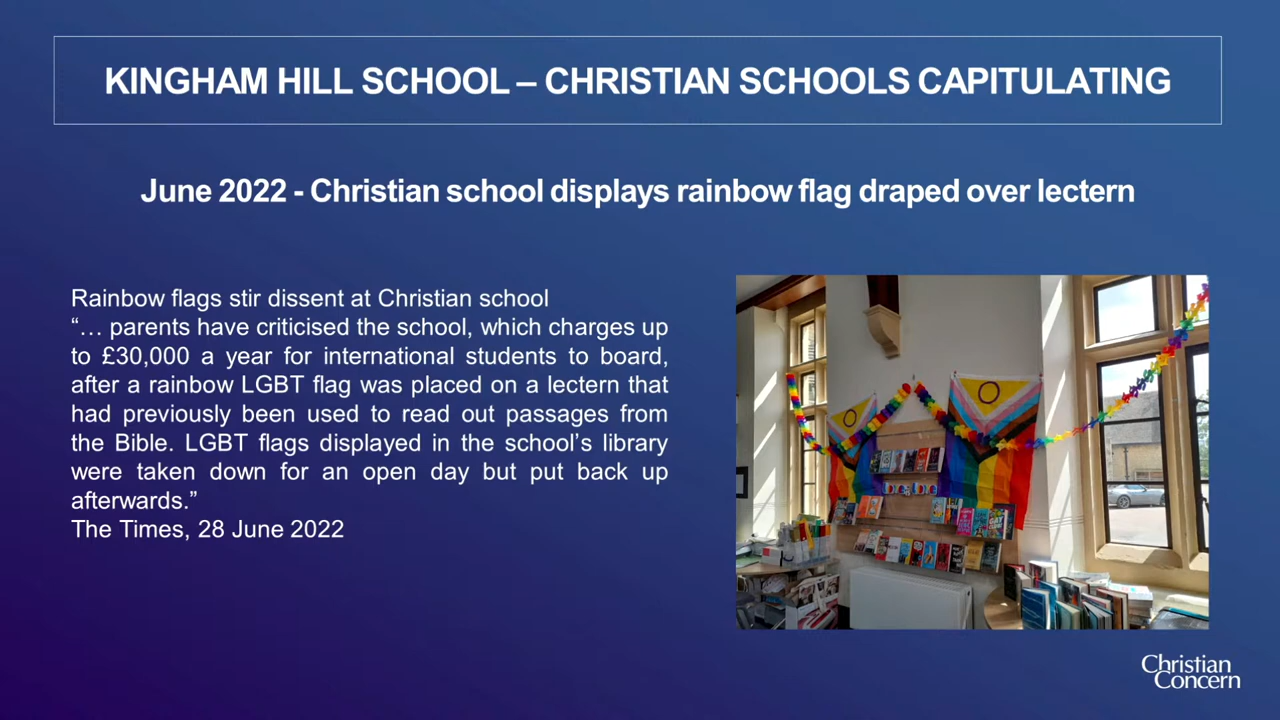 KINGHAM HILL SCHOOL – CHRISTIAN SCHOOLS CAPITULATING
June 2022 - Christian school displays rainbow flag draped over lectern
Rainbow flags stir dissent at Christian school
“… parents have criticised the school, which charges up
to £30,000 a year for international students to board,
after a rainbow LGBT flag was placed on a lectern that
had previously been used to read out passages from
the Bible. LGBT flags displayed in the school’s library
were taken down for an open day but put back up
afterwards.”
The Times, 28 June 2022
Christian
Concern